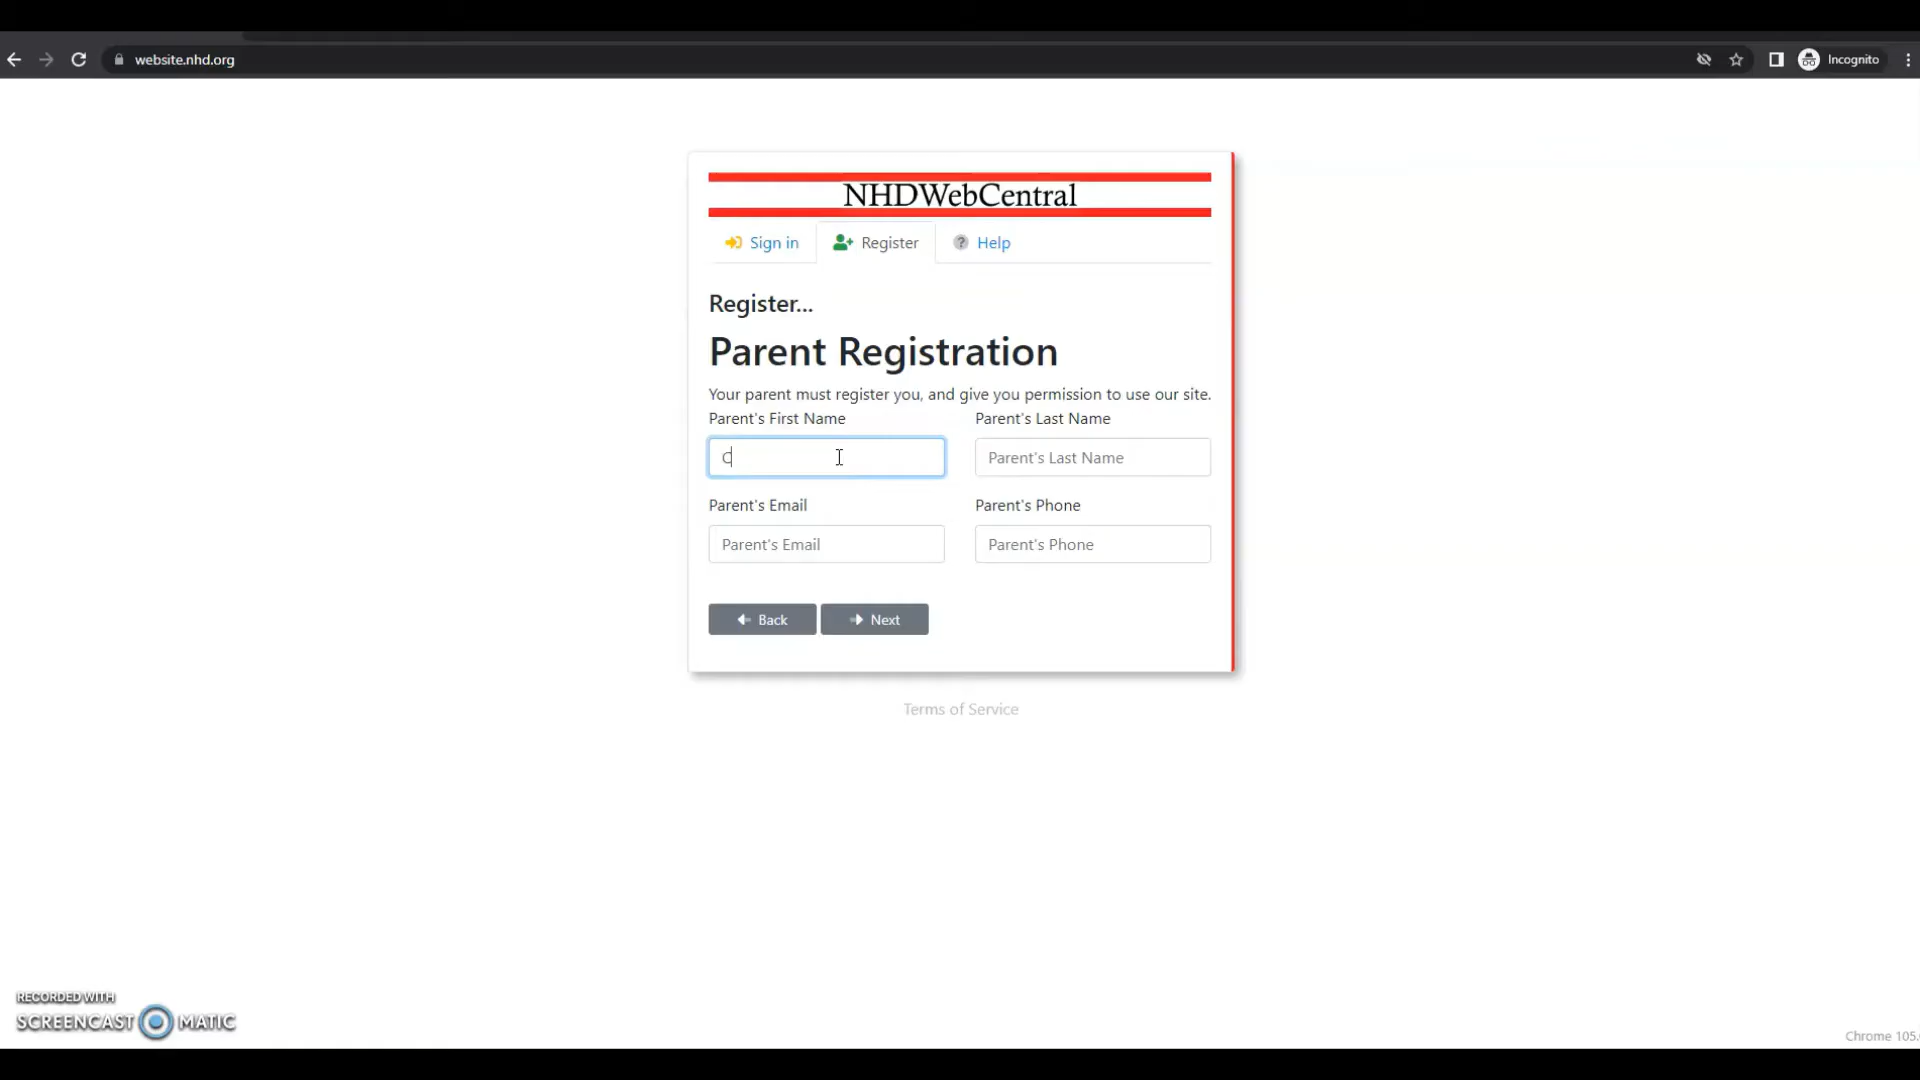 website.nhd.org
Incognito
NHDWebCentral
Sign in
Register
Help
Register...
Parent Registration
Your parent must register you, and give you permission to use our site.
Parent's First Name
Parent's Last Name
C
Parent's Last Name
Parent's Email
Parent's Phone
Parent's Email
Parent's Phone
Back
Next
Terms of Service
RECORDED WITH
SCREENCAST MATIC
Chrome 105.